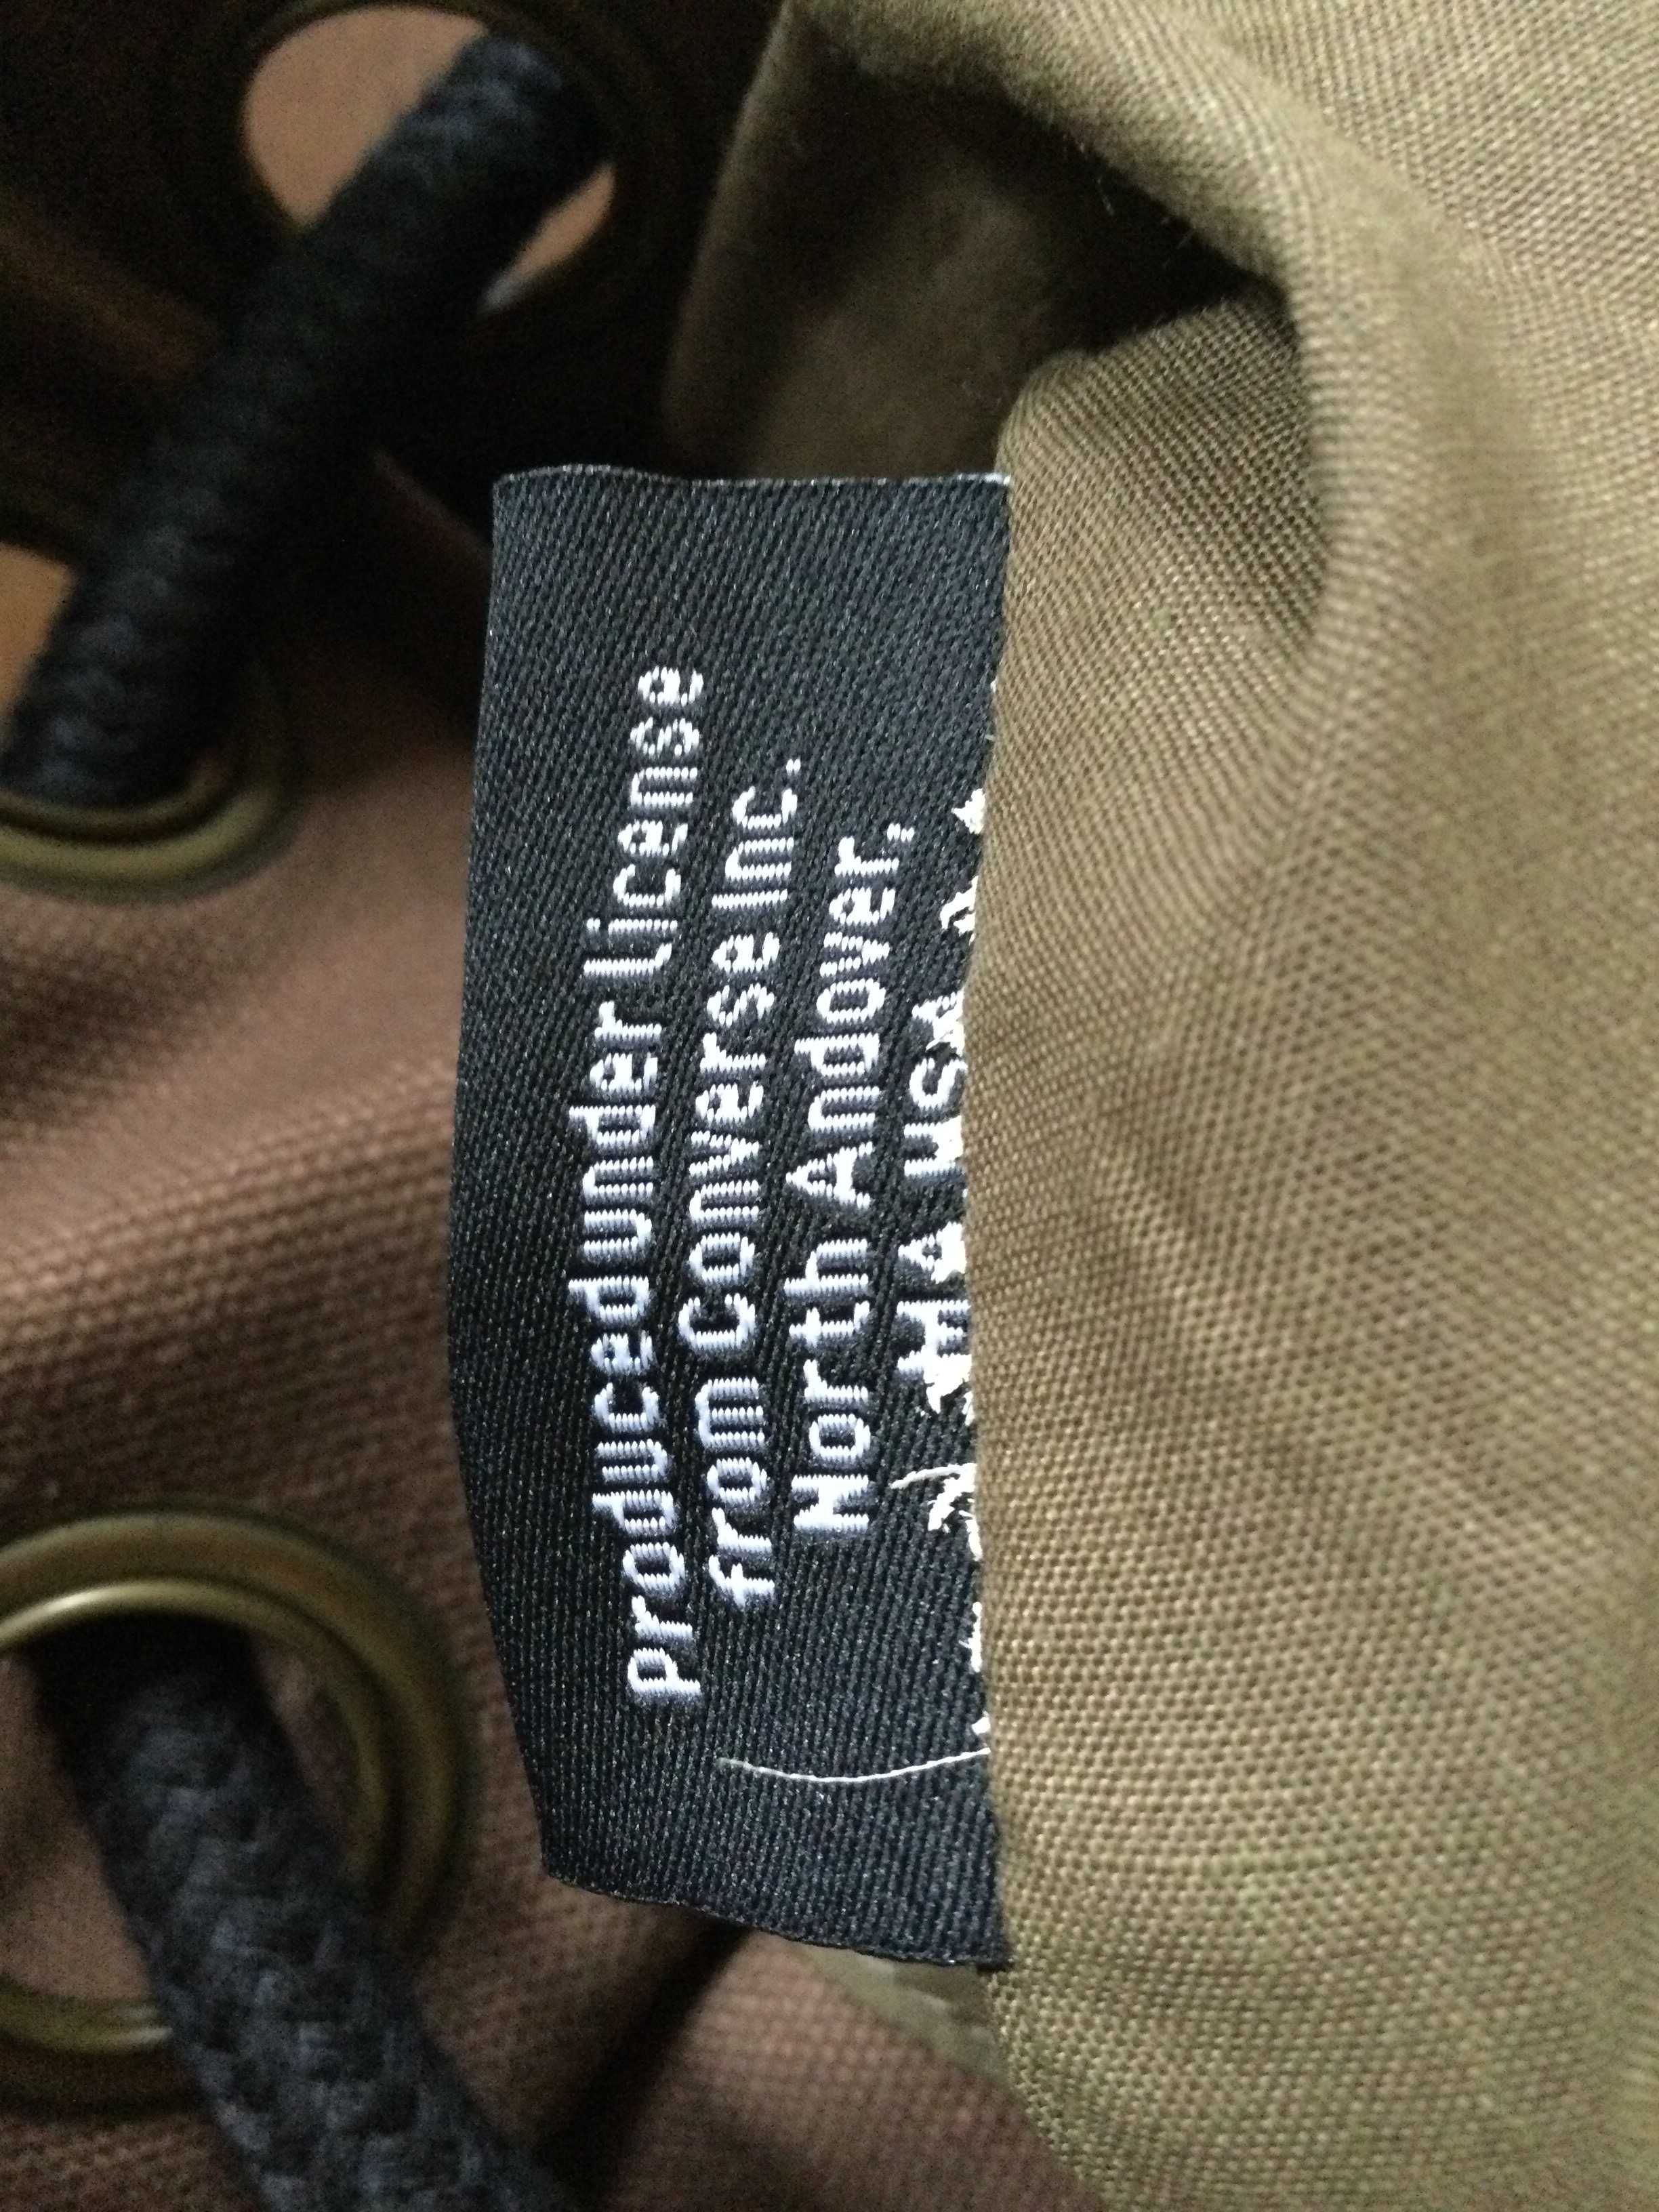 Produced under License
from Converse Inc.
North Andover.
MA USA